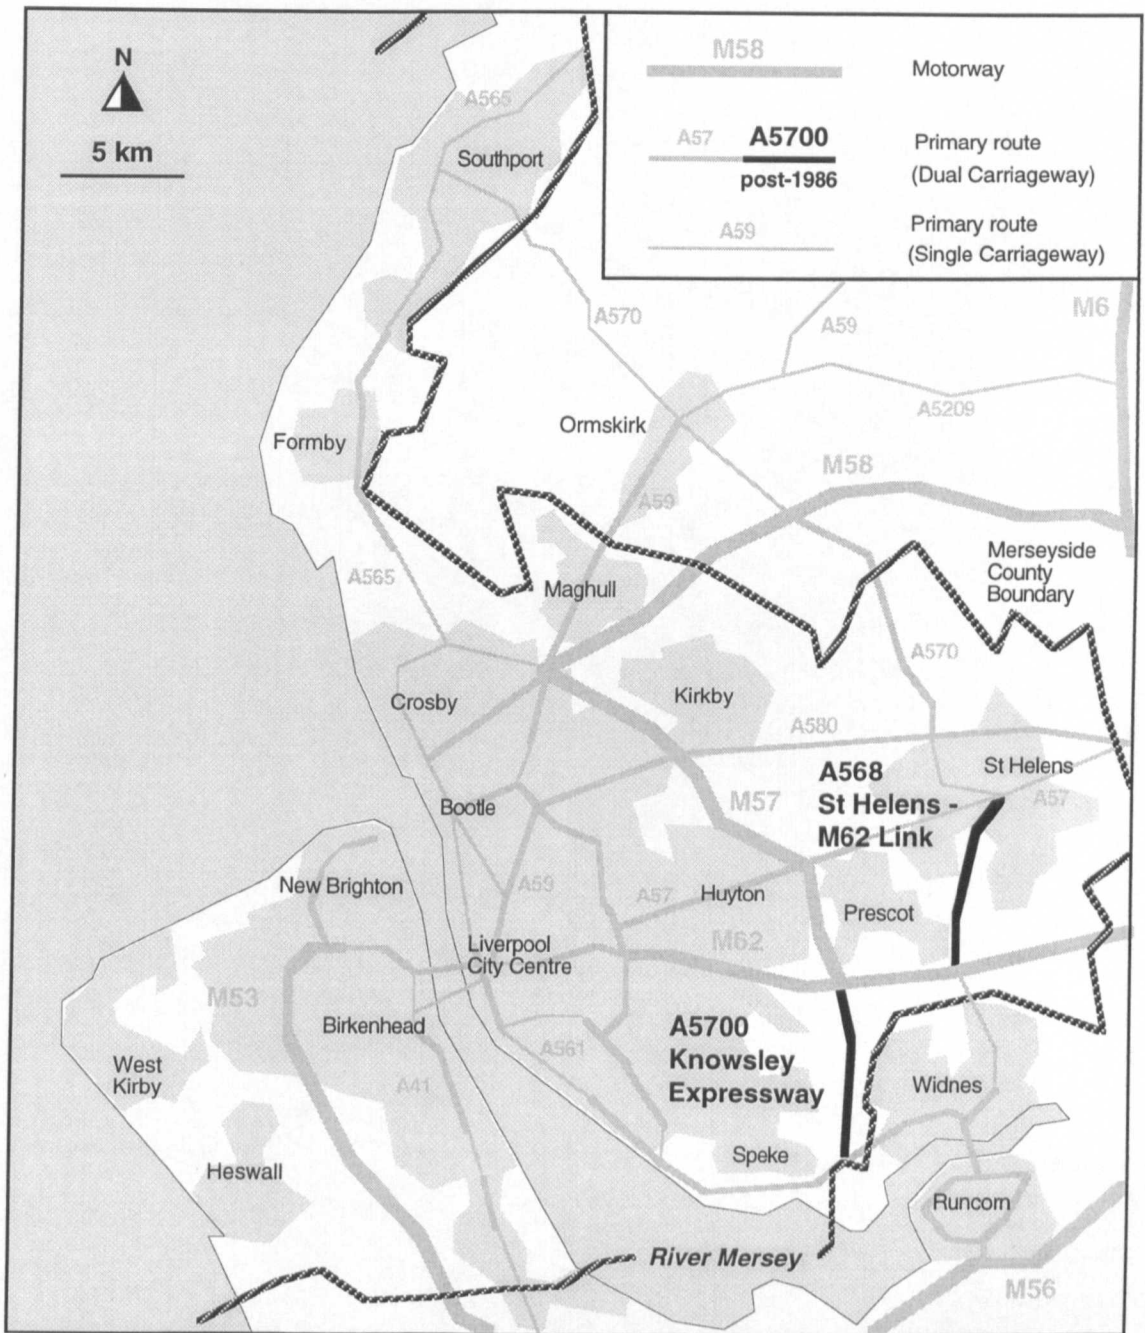 N
5 km
M58
Motorway
A57 A5700
post-1986
Primary route
(Dual Carriageway)
A59
Primary route
(Single Carriageway)
A565
Southport
A570
A59
M6
A5209
Ormskirk
Formby
M58
A59
Merseyside
County
Boundary
A565
Maghull
A570
Crosby
Kirkby
A580
St Helens
A568
St Helens -
M62 Link
A57
M57
Bootle
New Brighton
A59
A57
Huyton
Prescot
M62
Liverpool
City Centre
M53
Birkenhead
A561
A5700
Knowsley
Expressway
West
Kirby
A41
Widnes
Speke
Heswall
Runcorn
River Mersey
M56